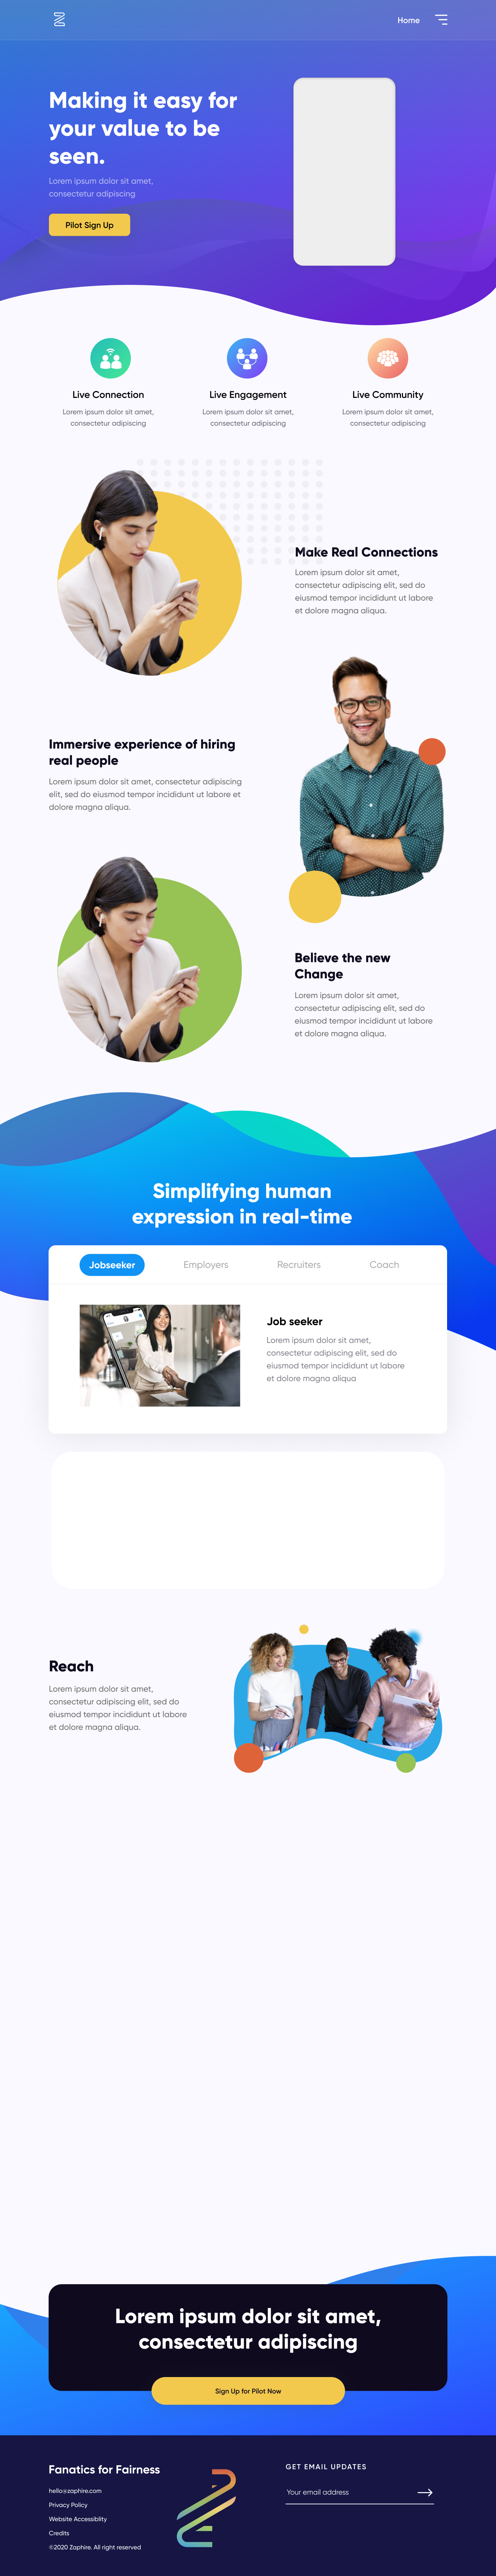 Home
Making it easy for
your value to be
seen.
Lorem ipsum dolor sit amet,
consectetur adipiscing
Pilot Sign Up
Live Connection
Lorem ipsum dolor sit amet,
consectetur adipiscing
Live Engagement
Lorem ipsum dolor sit amet,
consectetur adipiscing
Live Community
Lorem ipsum dolor sit amet,
consectetur adipiscing
Make Real Connections
Lorem ipsum dolor sit amet,
consectetur adipiscing elit, sed do
eiusmod tempor incididunt ut labore
et dolore magna aliqua.
Immersive experience of hiring
real people
Lorem ipsum dolor sit amet, consectetur adipiscing
elit, sed do eiusmod tempor incididunt ut labore et
dolore magna aliqua.
Believe the new
Change
Lorem ipsum dolor sit amet,
consectetur adipiscing elit, sed do
eiusmod tempor incididunt ut labore
et dolore magna aliqua.
Simplifying human
expression in real-time
Jobseeker
Employers
Recruiters
Coach
Job seeker
Lorem ipsum dolor sit amet,
consectetur adipiscing elit, sed do
eiusmod tempor incididunt ut labore
et dolore magna aliqua
Reach
Lorem ipsum dolor sit amet,
consectetur adipiscing elit, sed do
eiusmod tempor incididunt ut labore
et dolore magna aliqua.
Lorem ipsum dolor sit amet,
consectetur adipiscing
Sign Up for Pilot Now
Fanatics for Fairness
hello@zaphire.com
Privacy Policy
Website Accessiblity
Credits
©2020 Zaphire. All right reserved
GET EMAIL UPDATES
Your email address